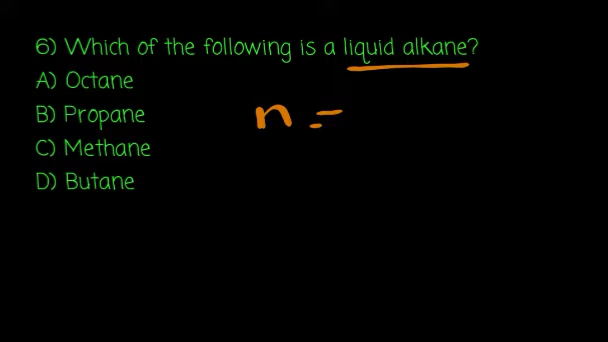 6) Which of the following is a liquid alkane?
A) Octane
B) Propane
n =
C) Methane
D) Butane